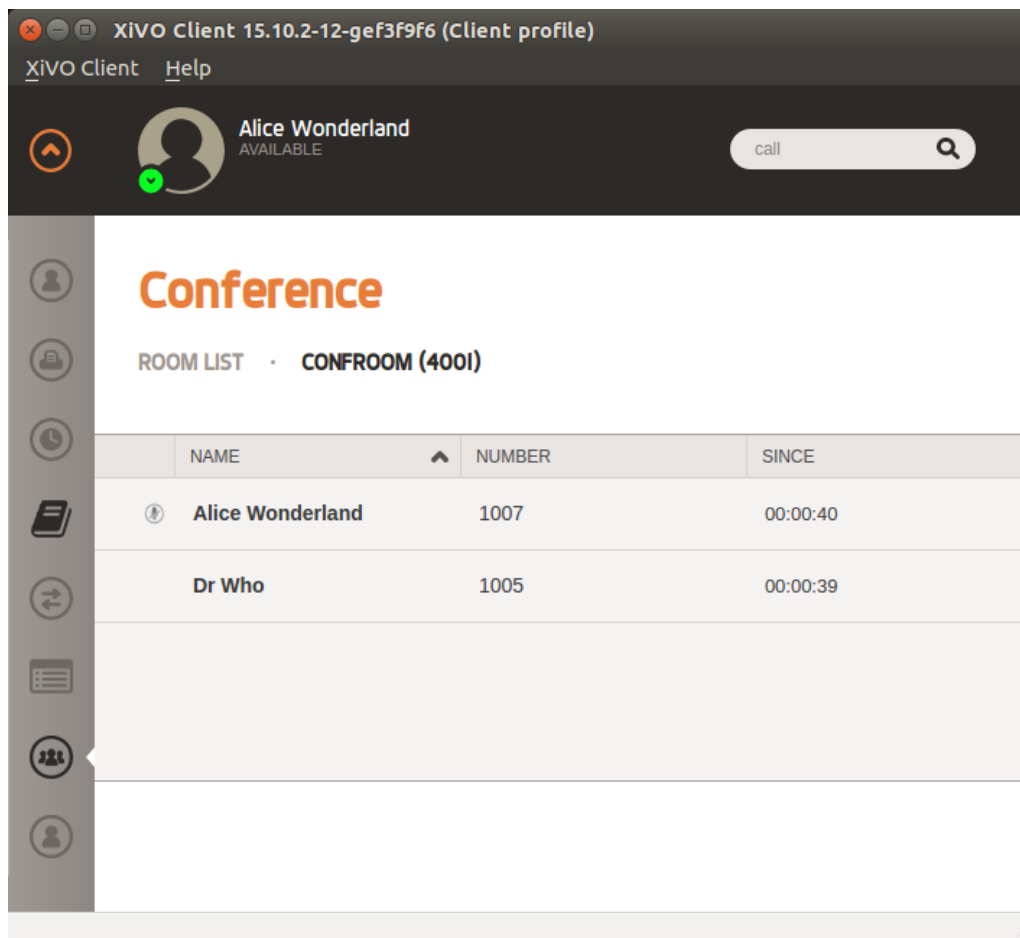 XiVO Client 15.10.2-12-gef3f9f6 (Client profile)
XiVO Client Help
Alice Wonderland
AVAILABLE
call
Conference
ROOM LIST · CONFROOM (4001)
NAME NUMBER SINCE
Alice Wonderland 1007 00:00:40
Dr Who 1005 00:00:39